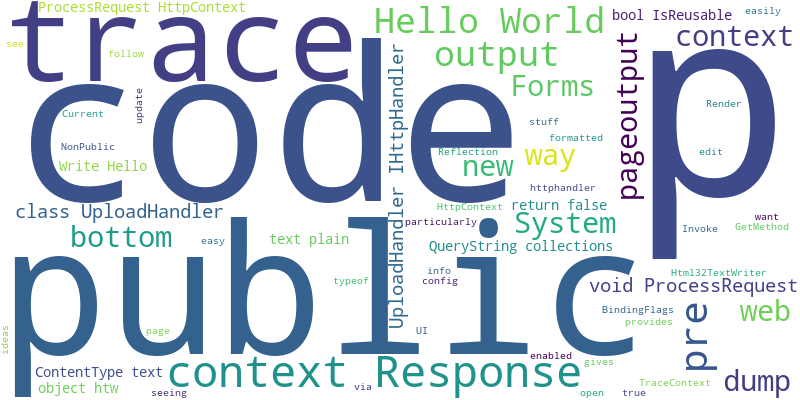 ProcessRequest HttpContext
trace
see
follow
Hello World
bool IsReusable
easily
context
output
Forms
code
p
pageoutput
Current
update
NonPublic
Write Hello
UploadHandler IHttpHandler
stuff
formatted
Reflection
new
way
Render
edit
httphandler
class UploadHandler
HttpContext
return false
particularly
System
want
Invoke
GetMethod
bottom
easy
text plain
QueryString collections
public
typeof
info
config
Html32TextWriter
void ProcessRequest
BindingFlags
provides
pre
web
UI
page
ideas
enabled
gives
ContentType text
context Response
object htw
seeing
via
open
true
TraceContext
dump